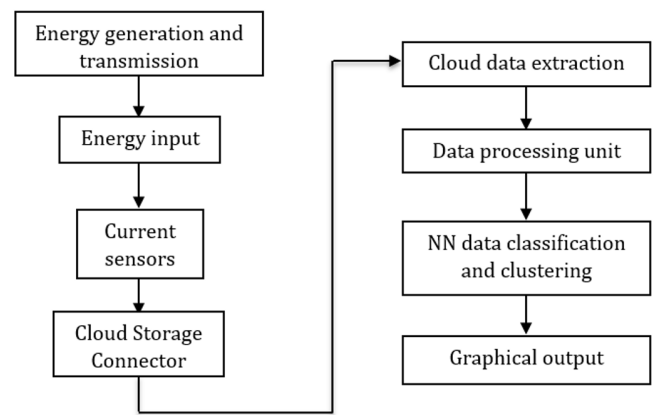 Energy generation and
transmission
Energy input
Current
sensors
Cloud Storage
Connector
Cloud data extraction
Data processing unit
NN data classification
and clustering
Graphical output